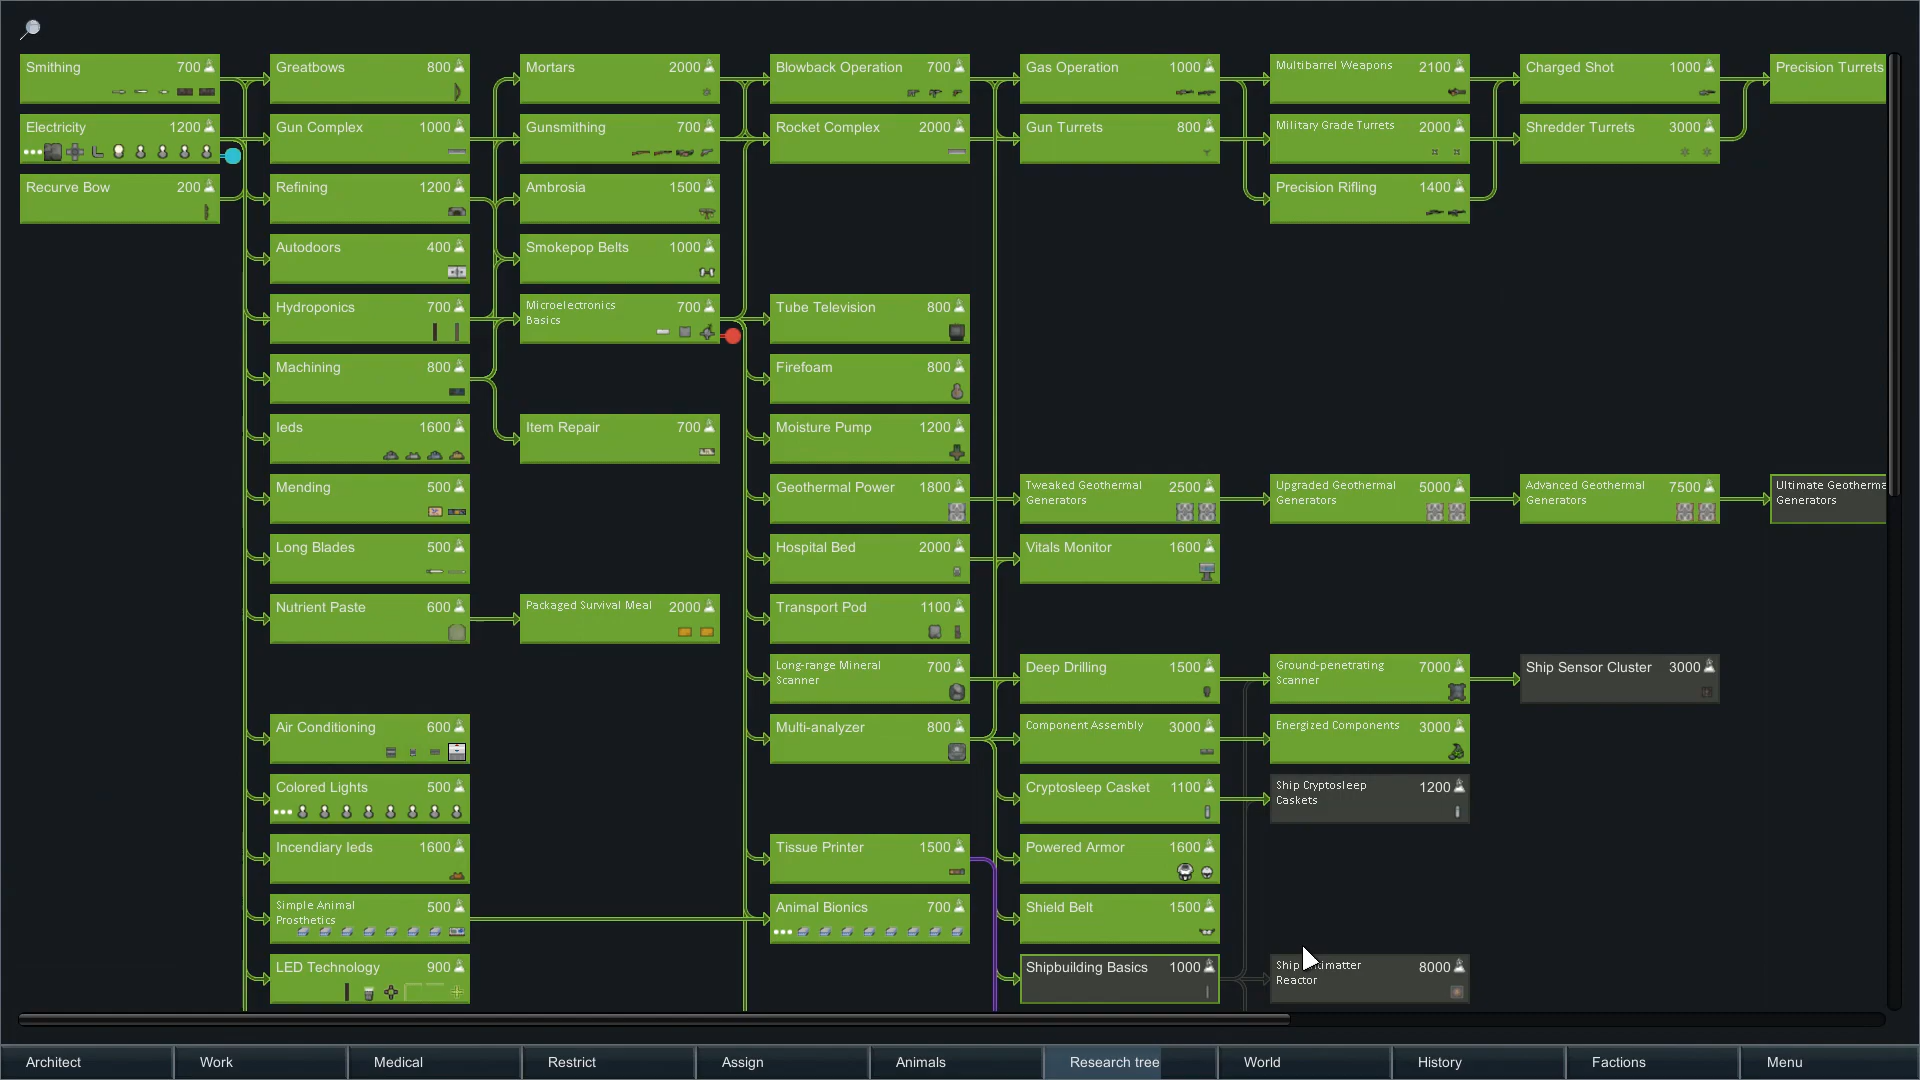 Smithing 700
Greatbows 800
Mortars 2000
Blowback Operation 700
Gas Operation 1000
Multibarrel Weapons 2100
Charged Shot 1000
Precision Turrets
Electricity 1200
Gun Complex 1000
Gunsmithing 700
Rocket Complex 2000
Gun Turrets 800
Military Grade Turrets 2000
Shredder Turrets 3000
Recurve Bow 200
Refining 1200
Ambrosia 1500
Precision Rifling 1400
Autodoors 400
Smokepop Belts 1000
Hydroponics 700
Microelectronics 700
Basics
Tube Television 800
Machining 800
Firefoam 800
Ieds 1600
Item Repair 700
Moisture Pump 1200
Mending 500
Geothermal Power 1800
Tweaked Geothermal 2500
Generators
Upgraded Geothermal 5000
Generators
Advanced Geothermal 7500
Generators
Ultimate Geotherma
Generators
Long Blades 500
Hospital Bed 2000
Vitals Monitor 1600
Nutrient Paste 600
Packaged Survival Meal 2000
Transport Pod 1100
Long-range Mineral 700
Scanner
Deep Drilling 1500
Ground-penetrating 7000
Scanner
Ship Sensor Cluster 3000
Air Conditioning 600
Multi-analyzer 800
Component Assembly 3000
Energized Components 3000
Colored Lights 500
Cryptosleep Casket 1100
Ship Cryptosleep 1200
Caskets
Incendiary Ieds 1600
Tissue Printer 1500
Powered Armor 1600
Simple Animal 500
Prosthetics
Animal Bionics 700
Shield Belt 1500
LED Technology 900
Shipbuilding Basics 1000
Ship timatter 8000
Reactor
Architect
Work
Medical
Restrict
Assign
Animals
Research tree
World
History
Factions
Menu